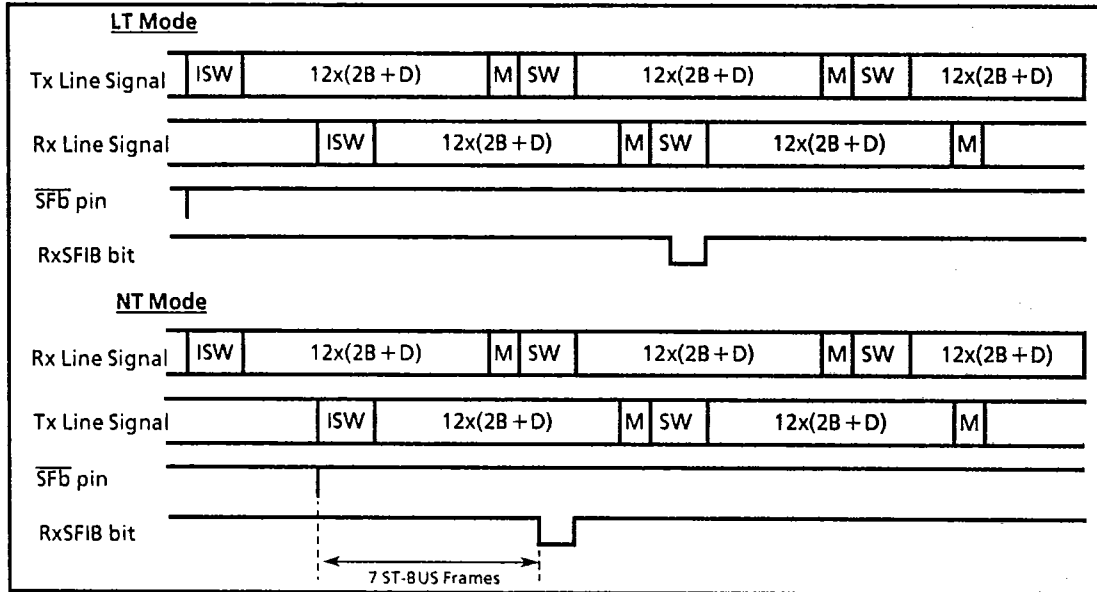 LT Mode
Tx Line Signal ISW 12x(2B + D) M SW 12x(2B + D) M SW 12x(2B + D)
Rx Line Signal ISW 12x(2B + D) M SW 12x(2B + D) M
S̅F̅b̅ pin
RxSFIB bit
NT Mode
Rx Line Signal ISW 12x(2B + D) M SW 12x(2B + D) M SW 12x(2B + D)
Tx Line Signal ISW 12x(2B + D) M SW 12x(2B + D) M
S̅F̅b̅ pin
RxSFIB bit
7 ST-BUS Frames